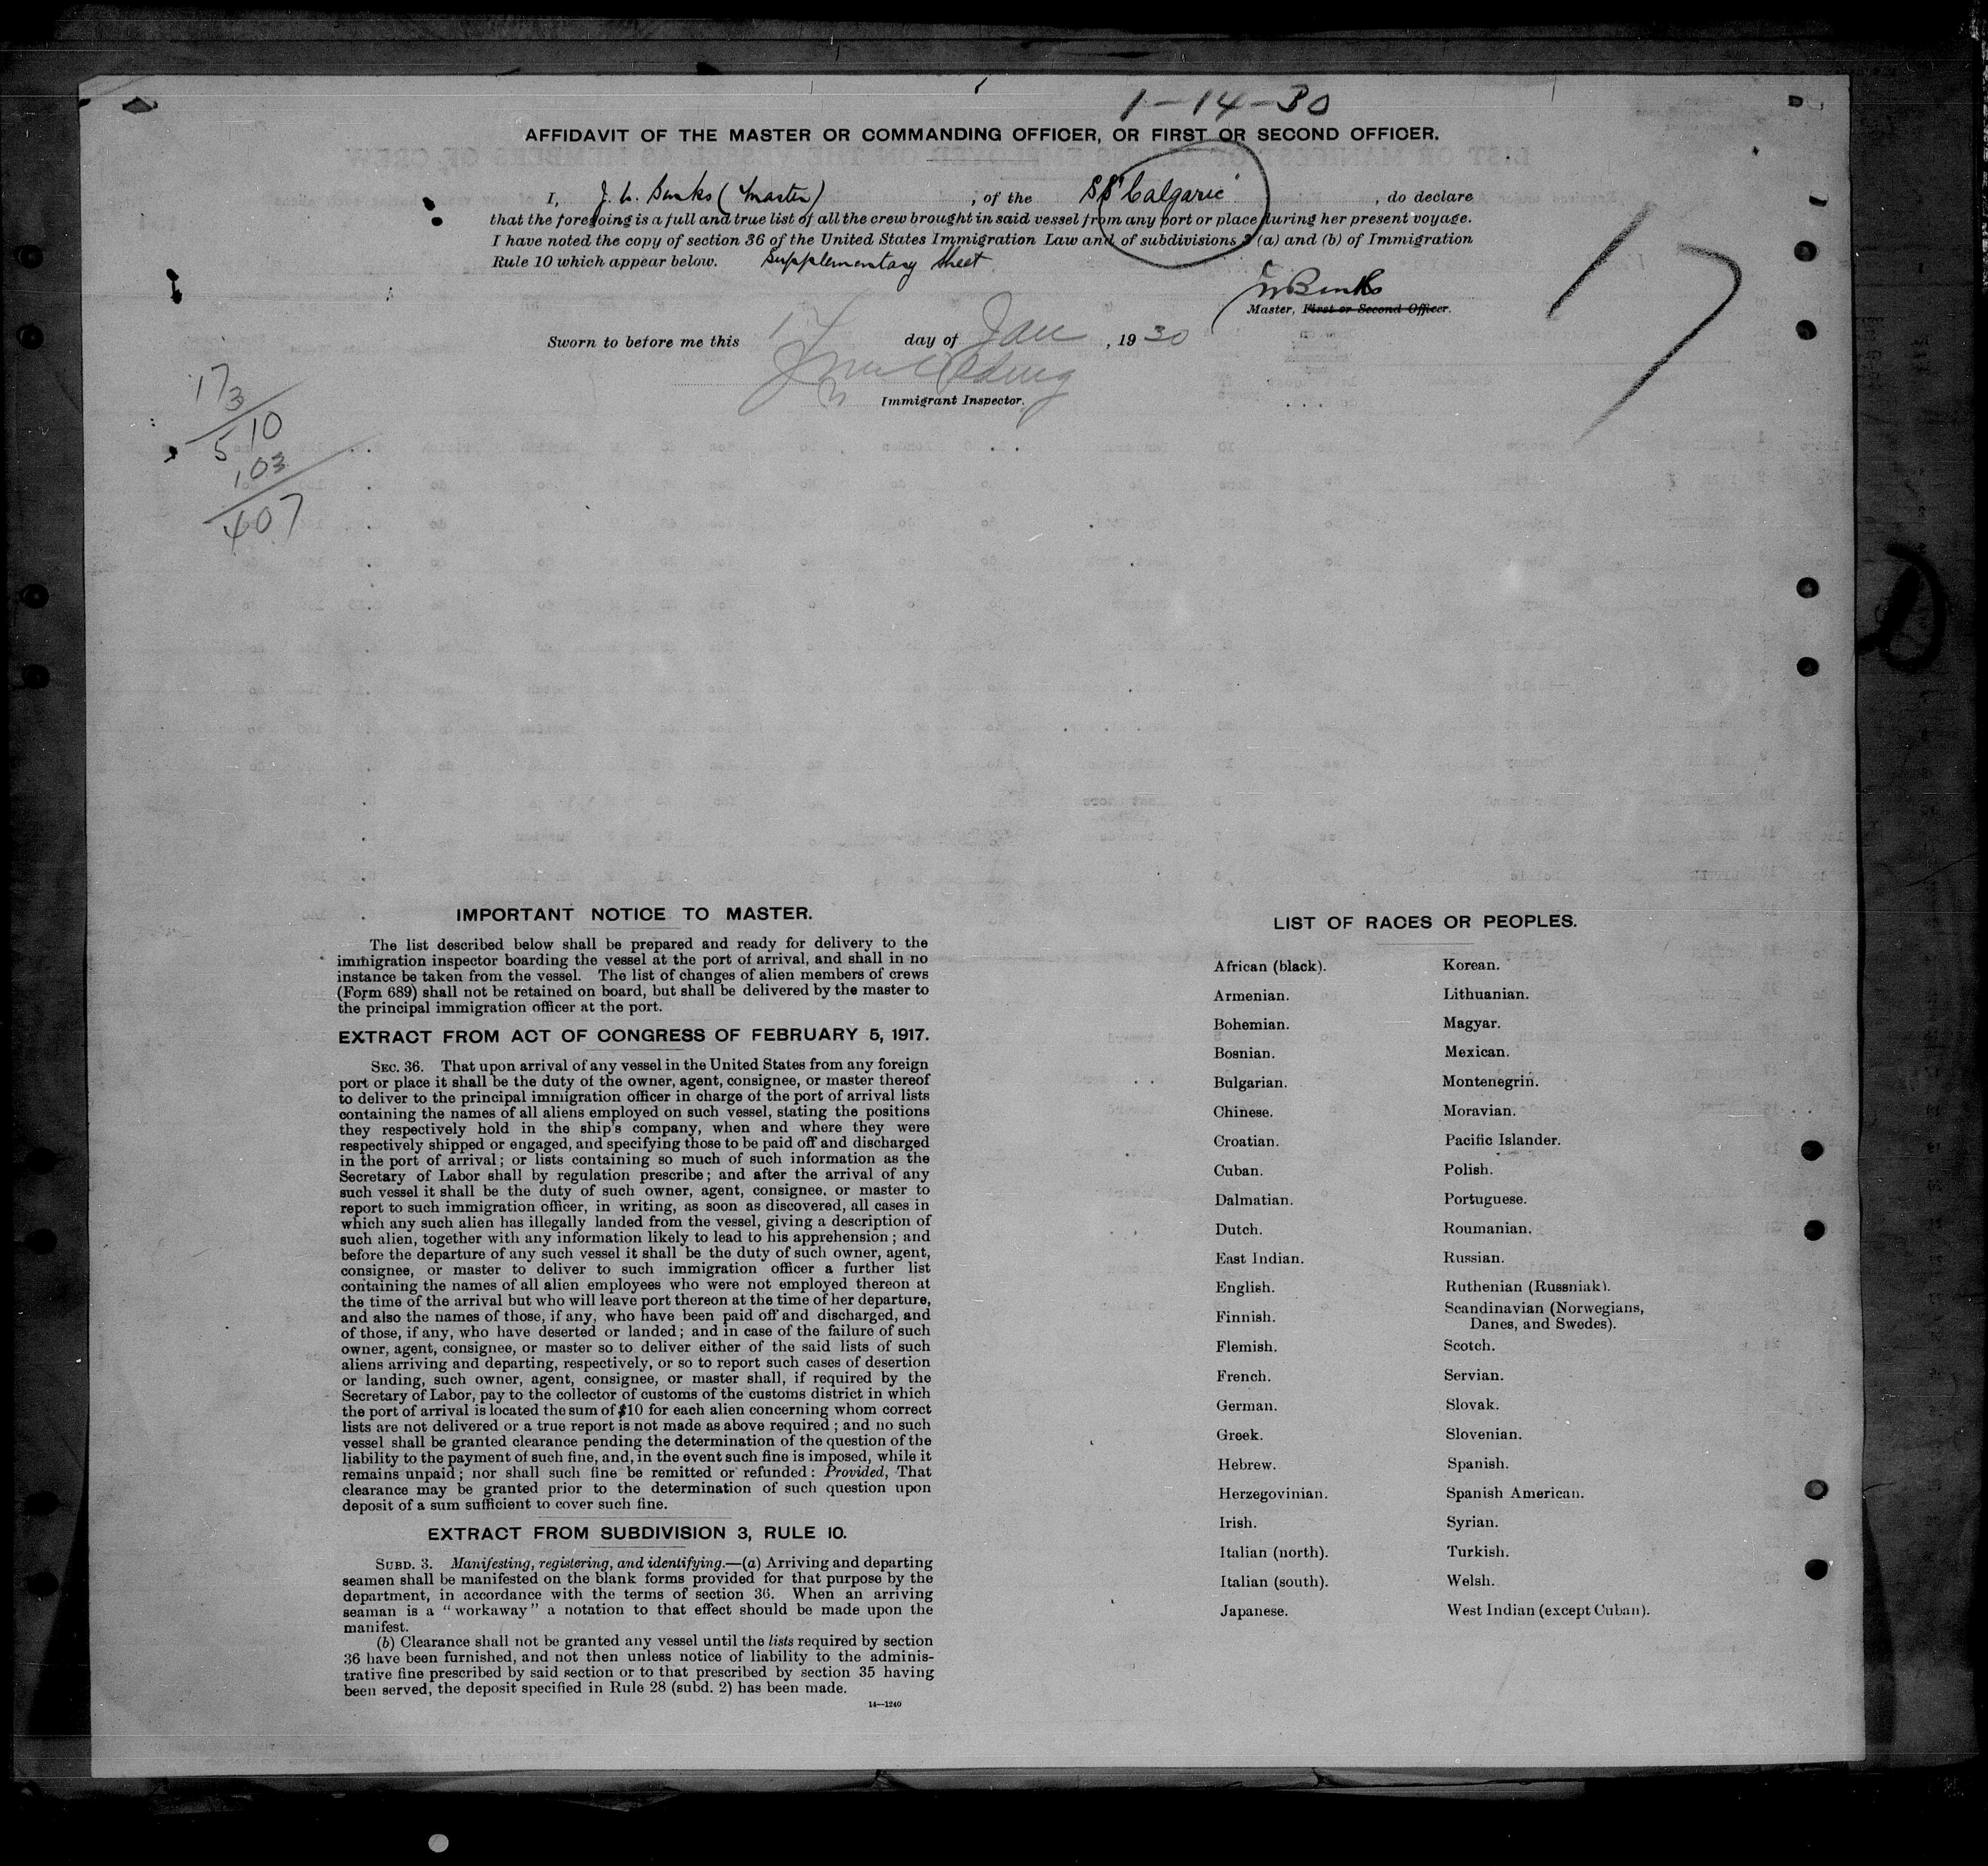 1-14-30
AFFIDAVIT OF THE MASTER OR COMMANDING OFFICER, OR FIRST OR SECOND OFFICER.
I, J. Banks (Master), of the SS "Calgaric", do declare
that the foregoing is a full and true list of all the crew brought in said vessel from any port or place during her present voyage.
I have noted the copy of section 36 of the United States Immigration Law and of subdivisions 3 (a) and (b) of Immigration
Rule 10 which appear below. Supplementary Sheet
Banks
Master, First or Second Officer.
17
Sworn to before me this 14 day of Jan, 1930
Immigrant Inspector.
173
510
103
407
IMPORTANT NOTICE TO MASTER.
The list described below shall be prepared and ready for delivery to the
immigration inspector boarding the vessel at the port of arrival, and shall in no
instance be taken from the vessel. The list of changes of alien members of crews
(Form 689) shall not be retained on board, but shall be delivered by the master to
the principal immigration officer at the port.
EXTRACT FROM ACT OF CONGRESS OF FEBRUARY 5, 1917.
SEC. 36. That upon arrival of any vessel in the United States from any foreign
port or place it shall be the duty of the owner, agent, consignee, or master thereof
to deliver to the principal immigration officer in charge of the port of arrival lists
containing the names of all aliens employed on such vessel, stating the positions
they respectively hold in the ship's company, when and where they were
respectively shipped or engaged, and specifying those to be paid off and discharged
in the port of arrival; or lists containing so much of such information as the
Secretary of Labor shall by regulation prescribe; and after the arrival of any
such vessel it shall be the duty of such owner, agent, consignee, or master to
report to such immigration officer, in writing, as soon as discovered, all cases in
which any such alien has illegally landed from the vessel, giving a description of
such alien, together with any information likely to lead to his apprehension; and
before the departure of any such vessel it shall be the duty of such owner, agent,
consignee, or master to deliver to such immigration officer a further list
containing the names of all alien employees who were not employed thereon at
the time of the arrival but who will leave port thereon at the time of her departure,
and also the names of those, if any, who have been paid off and discharged, and
of those, if any, who have deserted or landed; and in case of the failure of such
owner, agent, consignee, or master so to deliver either of the said lists of such
aliens arriving and departing, respectively, or so to report such cases of desertion
or landing, such owner, agent, consignee, or master shall, if required by the
Secretary of Labor, pay to the collector of customs of the customs district in which
the port of arrival is located the sum of $10 for each alien concerning whom correct
lists are not delivered or a true report is not made as above required; and no such
vessel shall be granted clearance pending the determination of the question of the
liability to the payment of such fine, and, in the event such fine is imposed, while it
remains unpaid; nor shall such fine be remitted or refunded: Provided, That
clearance may be granted prior to the determination of such question upon
deposit of a sum sufficient to cover such fine.
EXTRACT FROM SUBDIVISION 3, RULE 10.
SUBD. 3. Manifesting, registering, and identifying.—(a) Arriving and departing
seamen shall be manifested on the blank forms provided for that purpose by the
department, in accordance with the terms of section 36. When an arriving
seaman is a "workaway" a notation to that effect should be made upon the
manifest.
(b) Clearance shall not be granted any vessel until the lists required by section
36 have been furnished, and not then unless notice of liability to the adminis-
trative fine prescribed by said section or to that prescribed by section 35 having
been served, the deposit specified in Rule 28 (subd. 2) has been made.
14—1240
LIST OF RACES OR PEOPLES.
African (black).
Armenian.
Bohemian.
Bosnian.
Bulgarian.
Chinese.
Croatian.
Cuban.
Dalmatian.
Dutch.
East Indian.
English.
Finnish.
Flemish.
French.
German.
Greek.
Hebrew.
Herzegovinian.
Irish.
Italian (north).
Italian (south).
Japanese.
Korean.
Lithuanian.
Magyar.
Mexican.
Montenegrin.
Moravian.
Pacific Islander.
Polish.
Portuguese.
Roumanian.
Russian.
Ruthenian (Russniak).
Scandinavian (Norwegians,
Danes, and Swedes).
Scotch.
Servian.
Slovak.
Slovenian.
Spanish.
Spanish American.
Syrian.
Turkish.
Welsh.
West Indian (except Cuban).